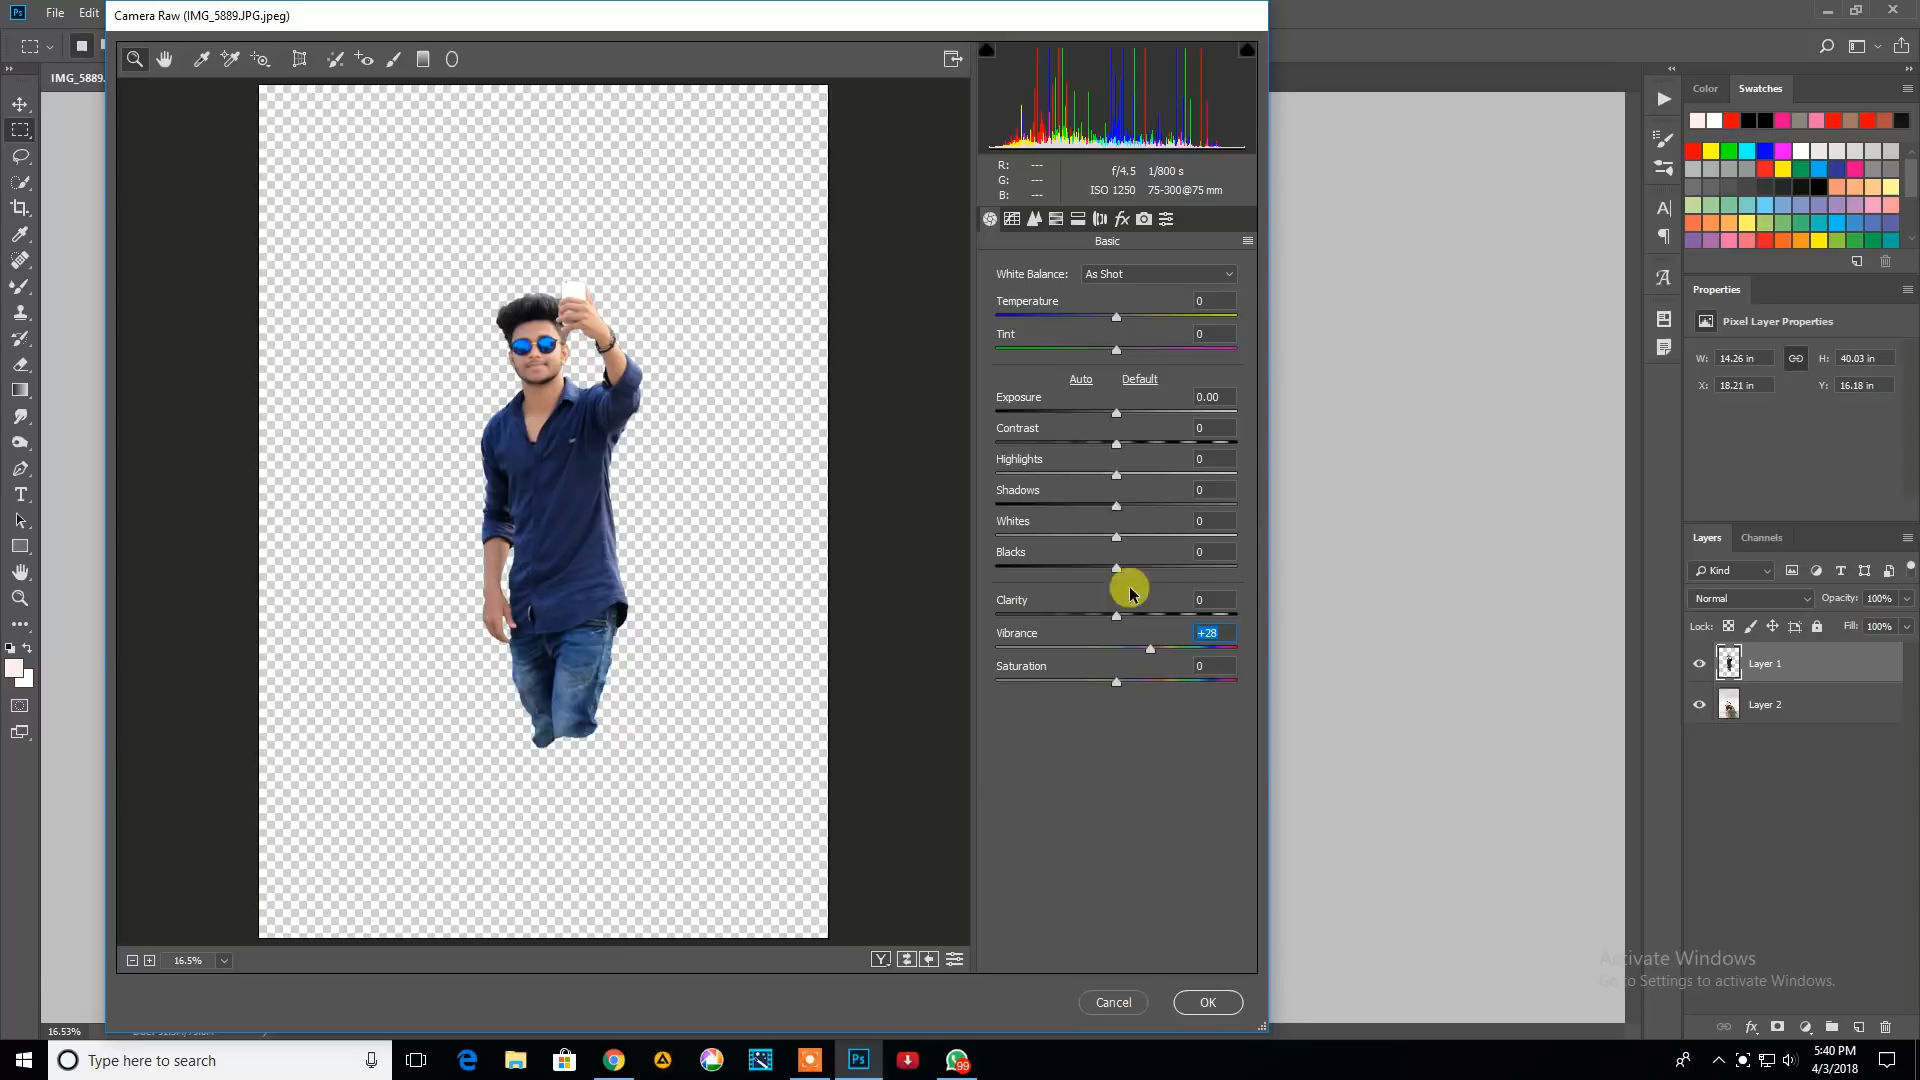 Ps File Edit
Camera Raw (IMG_5889.JPG.jpeg)
IMG_5889.
R: ---
G: ---
B: ---
f/4.5 1/800 s
ISO 1250 75-300@75 mm
Basic
White Balance: As Shot
Temperature 0
Tint 0
Auto Default
Exposure 0.00
Contrast 0
Highlights 0
Shadows 0
Whites 0
Blacks 0
Clarity 0
Vibrance +28
Saturation 0
16.5%
Cancel OK
Color Swatches
Properties
Pixel Layer Properties
W: 14.26 in H: 40.03 in
X: 18.21 in Y: 16.18 in
Layers Channels
Kind
Normal Opacity: 100%
Lock: Fill: 100%
Layer 1
Layer 2
Activate Windows
Go to Settings to activate Windows.
16.53%
Type here to search
Ps
99
5:40 PM
4/3/2018